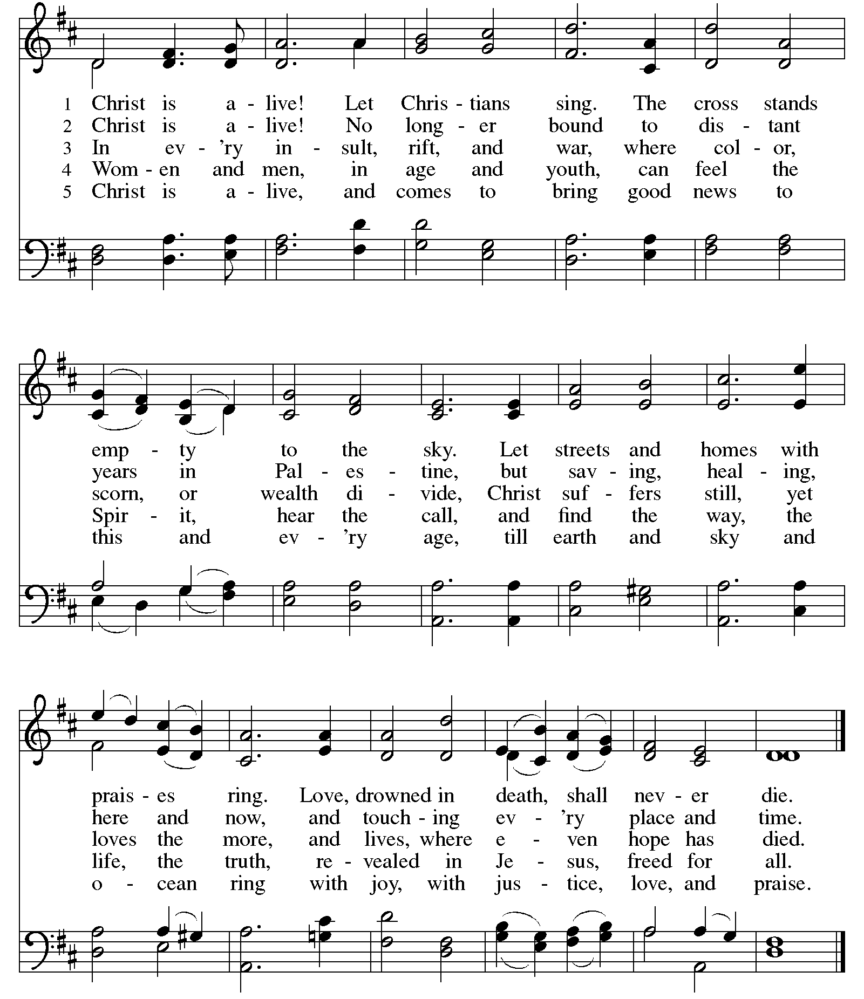 1 Christ is a - live! Let Chris - tians sing. The cross stands
2 Christ is a - live! No long - er bound to dis - tant
3 In ev - 'ry in - sult, rift, and war, where col - or,
4 Wom - en and men, in age and youth, can feel the
5 Christ is a - live, and comes to bring good news to
emp - ty to the sky. Let streets and homes with
years in Pal - es - tine, but sav - ing, heal - ing,
scorn, or wealth di - vide, Christ suf - fers still, yet
Spir - it, hear the call, and find the way, the
this and ev - 'ry age, till earth and sky and
prais - es ring. Love, drowned in death, shall nev - er die.
here and now, and touch - ing ev - 'ry place and time.
loves the more, and lives, where e - ven hope has died.
life, the truth, re - vealed in Je - sus, freed for all.
o - cean ring with joy, with jus - tice, love, and praise.